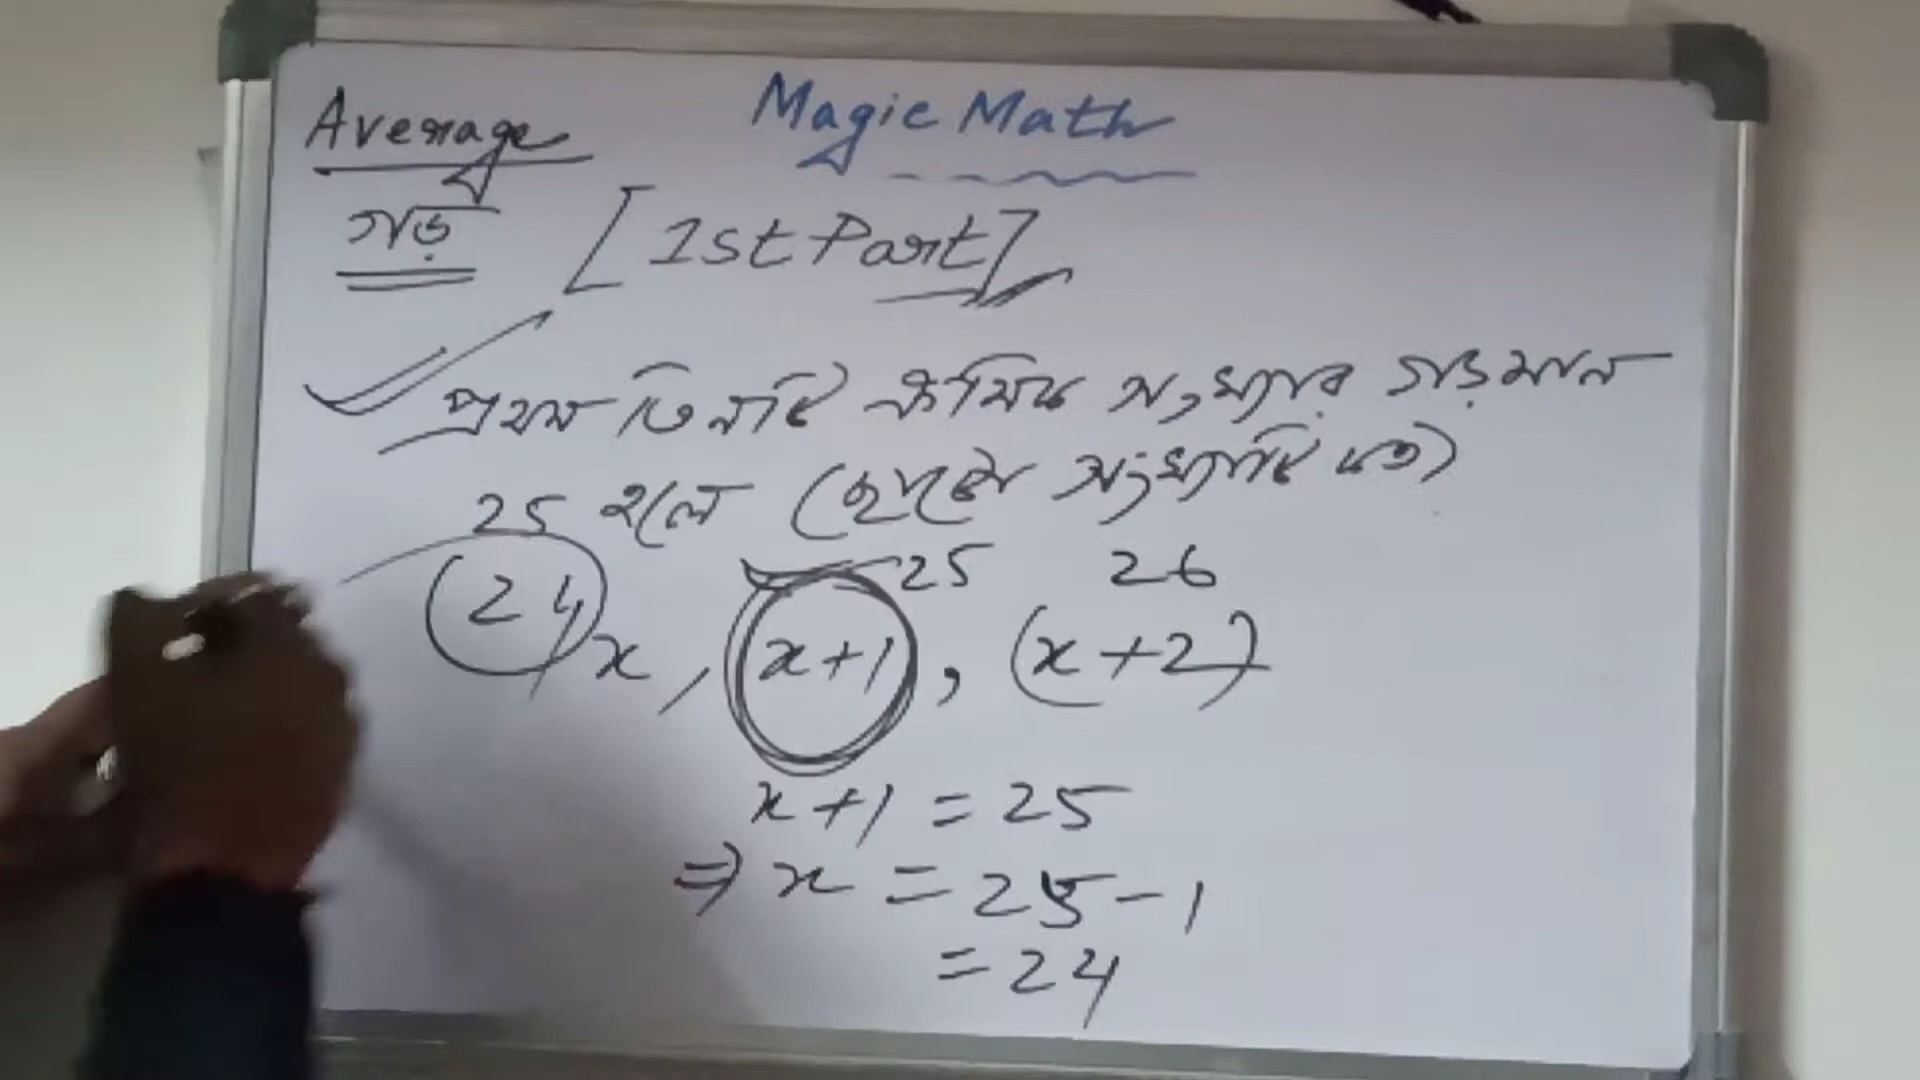 Average
Magic Math
গড়
[1st Part]
প্রথম তিনটি ক্রমিক সংখ্যার গড়মান
25 হলে ছোটো সংখ্যাটি কত
24
25
26
x, (x+1), (x+2)
x+1 = 25
⇒ x = 25-1
= 24